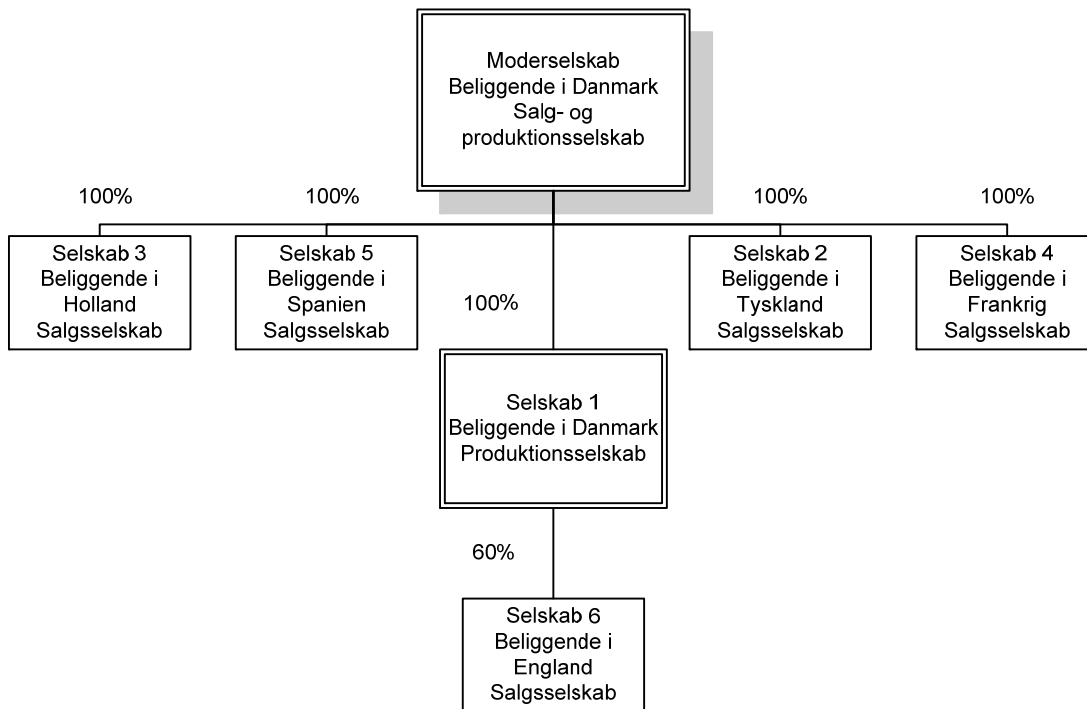 Moderselskab
Beliggende i Danmark
Salg- og
produktionsselskab
100%
100%
100%
100%
Selskab 3
Beliggende i
Holland
Salgsselskab
Selskab 5
Beliggende i
Spanien
Salgsselskab
100%
Selskab 2
Beliggende i
Tyskland
Salgsselskab
Selskab 4
Beliggende i
Frankrig
Salgsselskab
Selskab 1
Beliggende i Danmark
Produktionsselskab
60%
Selskab 6
Beliggende i
England
Salgsselskab